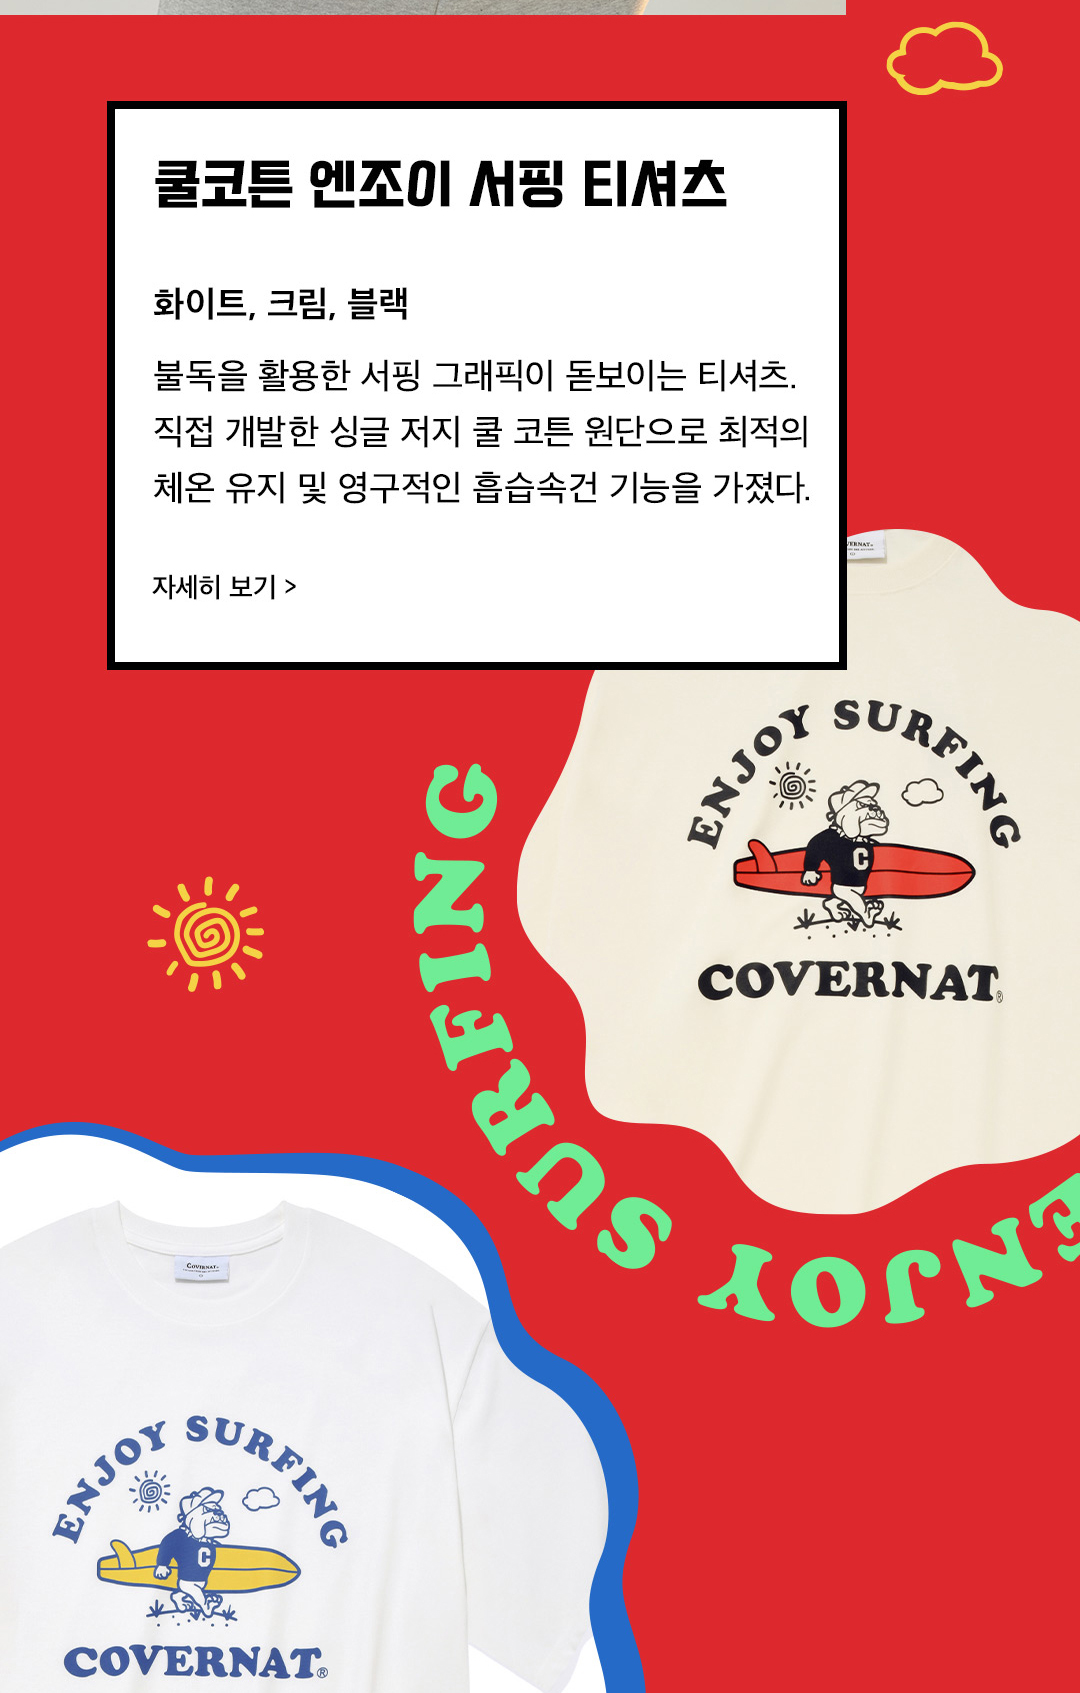 쿨코튼 엔조이 서핑 티셔츠
화이트, 크림, 블랙
불독을 활용한 서핑 그래픽이 돋보이는 티셔츠.
직접 개발한 싱글 저지 쿨 코튼 원단으로 최적의
체온 유지 및 영구적인 흡습속건 기능을 가졌다.
자세히 보기 >
ENJOY SURFING
C
COVERNAT®
ENJOY SURFING
COVERNAT
ENJOY SURFING
C
COVERNAT®